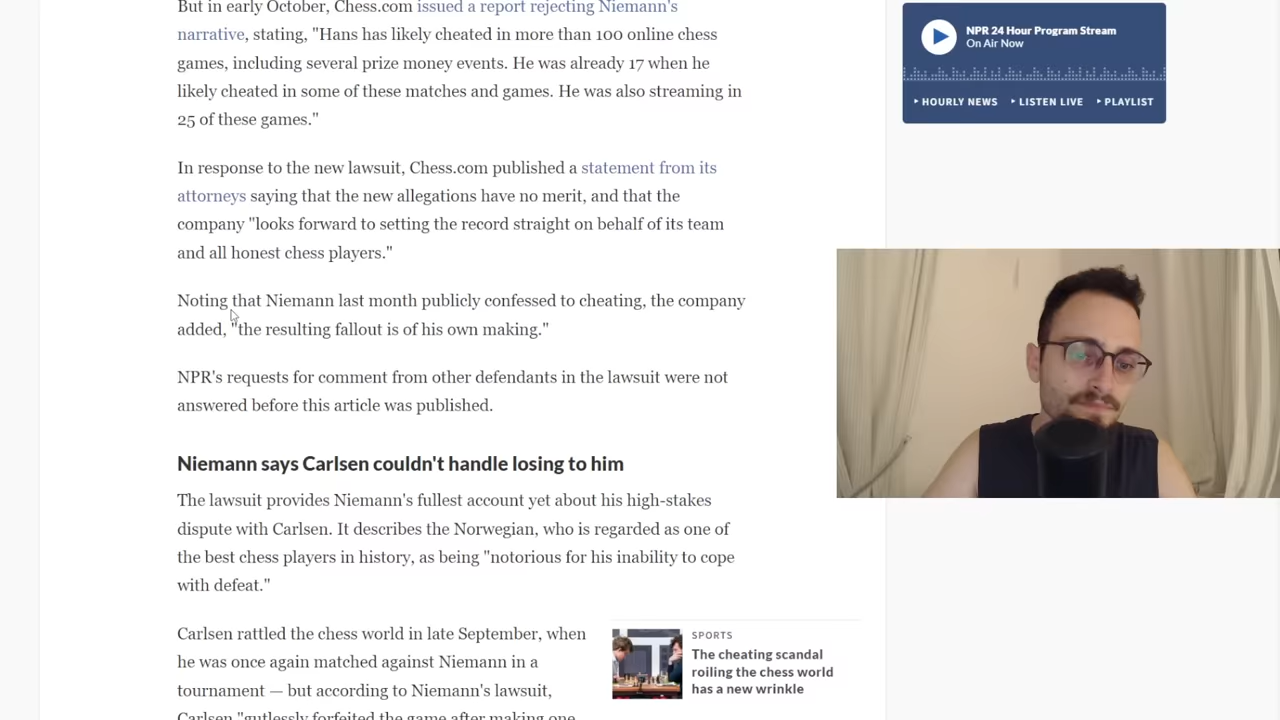 But in early October, Chess.com issued a report rejecting Niemann's
narrative, stating, "Hans has likely cheated in more than 100 online chess
games, including several prize money events. He was already 17 when he
likely cheated in some of these matches and games. He was also streaming in
25 of these games."
In response to the new lawsuit, Chess.com published a statement from its
attorneys saying that the new allegations have no merit, and that the
company "looks forward to setting the record straight on behalf of its team
and all honest chess players."
Noting that Niemann last month publicly confessed to cheating, the company
added, "the resulting fallout is of his own making."
NPR's requests for comment from other defendants in the lawsuit were not
answered before this article was published.
Niemann says Carlsen couldn't handle losing to him
The lawsuit provides Niemann's fullest account yet about his high-stakes
dispute with Carlsen. It describes the Norwegian, who is regarded as one of
the best chess players in history, as being "notorious for his inability to cope
with defeat."
Carlsen rattled the chess world in late September, when
he was once again matched against Niemann in a
tournament — but according to Niemann's lawsuit,
Carlsen "gutlessly forfeited the game after making one
SPORTS
The cheating scandal
roiling the chess world
has a new wrinkle
NPR 24 Hour Program Stream
On Air Now
HOURLY NEWS
LISTEN LIVE
PLAYLIST